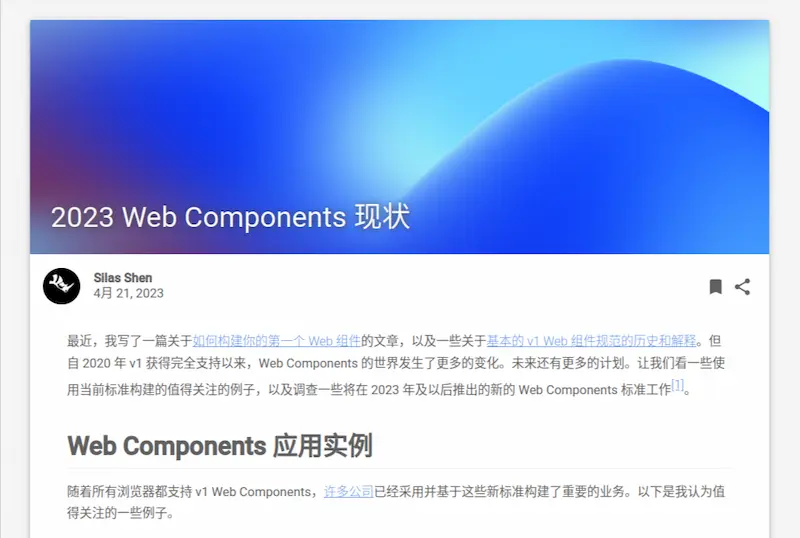 2023 Web Components 现状
Silas Shen
4月 21, 2023
最近，我写了一篇关于如何构建你的第一个 Web 组件的文章，以及一些关于基本的 v1 Web 组件规范的历史和解释。但
自 2020 年 v1 获得完全支持以来，Web Components 的世界发生了更多的变化。未来还有更多的计划。让我们看一些使
用当前标准构建的值得关注的例子，以及调查一些将在 2023 年及以后推出的新的 Web Components 标准工作[1]。
Web Components 应用实例
随着所有浏览器都支持 v1 Web Components，许多公司已经采用并基于这些新标准构建了重要的业务。以下是我认为值
得关注的一些例子。